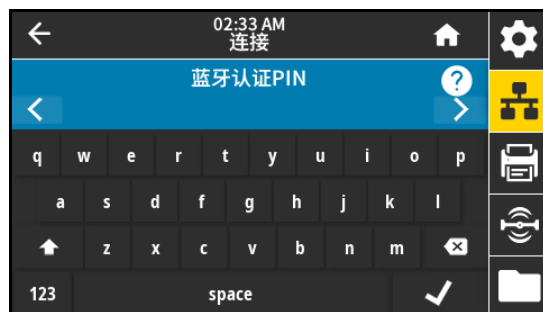 02:33 AM
连接
蓝牙认证PIN
?
q w e r t y u i o p
a s d f g h j k l
z x c v b n m
123 space